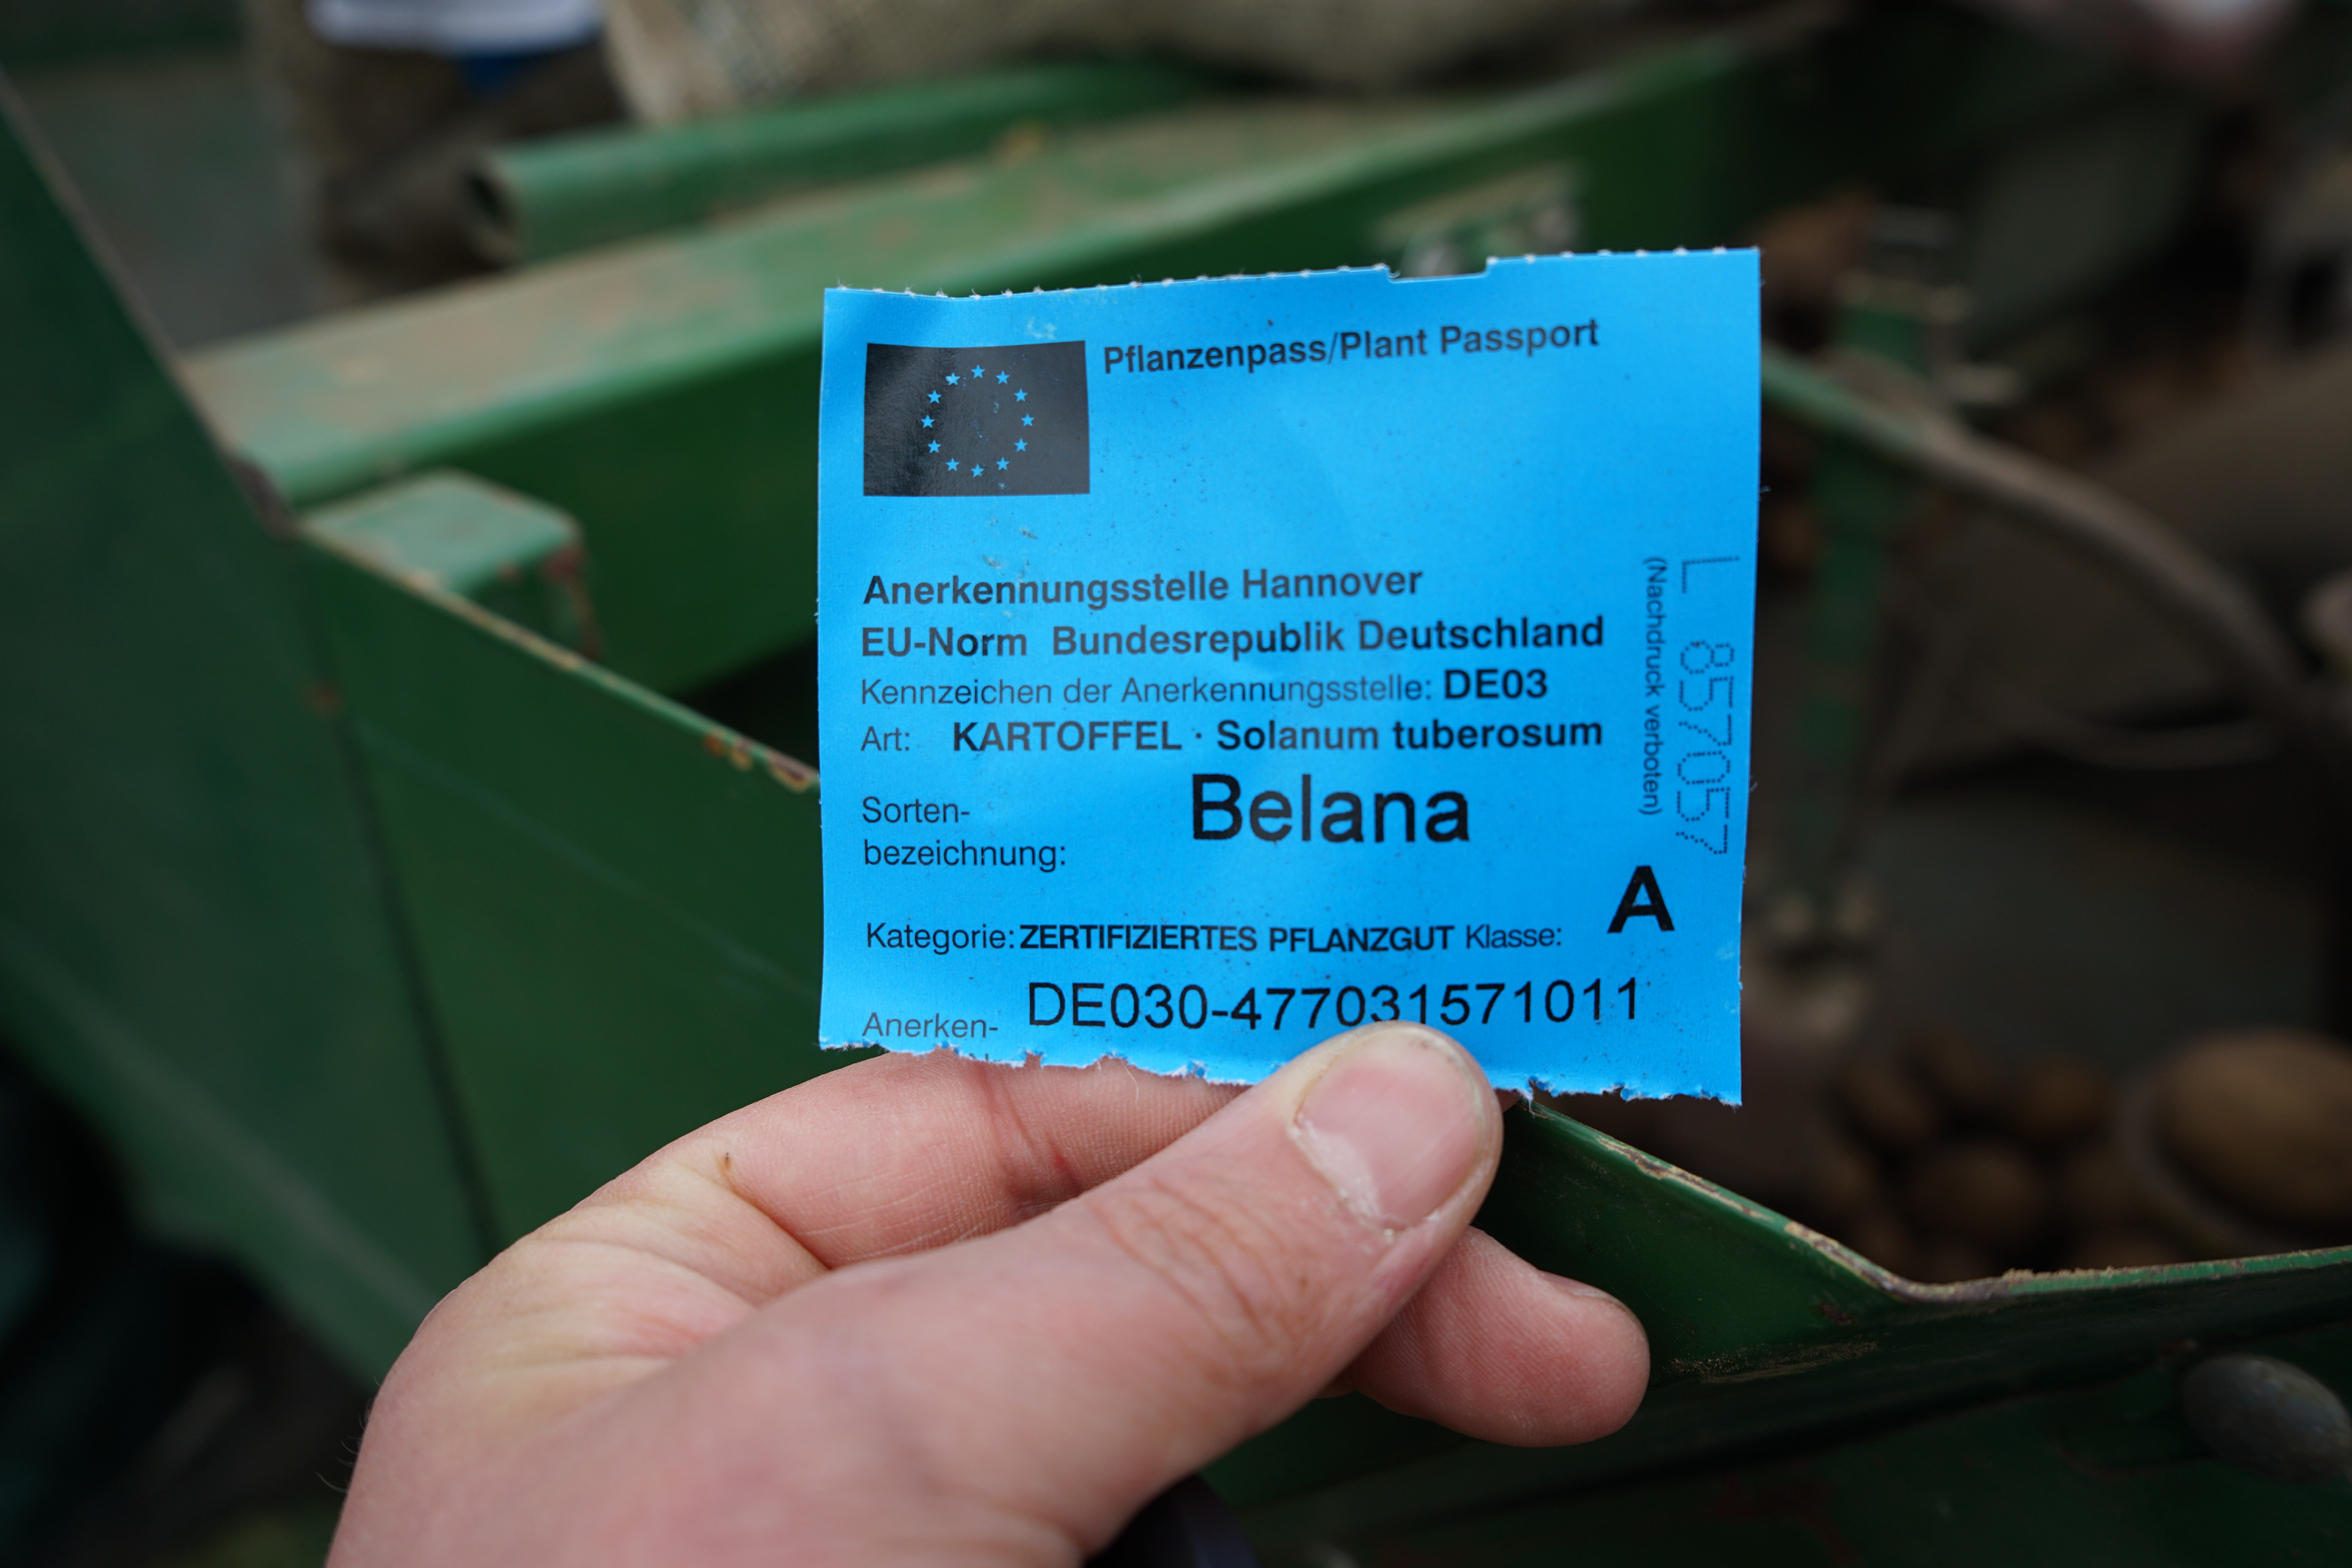 Pflanzenpass/Plant Passport
Anerkennungsstelle Hannover
EU-Norm Bundesrepublik Deutschland
Kennzeichen der Anerkennungsstelle: DE03
Art: KARTOFFEL · Solanum tuberosum
Sorten-
bezeichnung: Belana
Kategorie: ZERTIFIZIERTES PFLANZGUT Klasse: A
Anerken- DE030-477031571011
(Nachdruck verboten)
L 857057